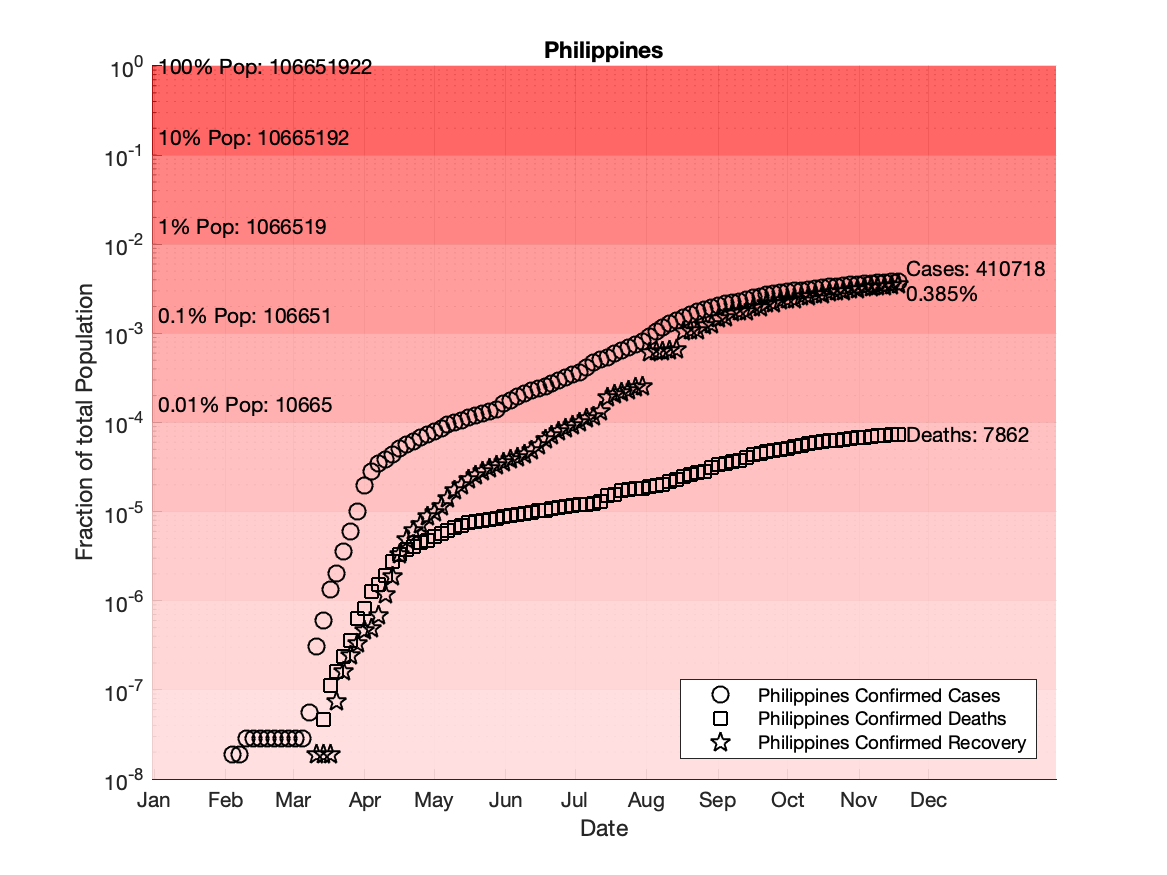 Philippines
10^0
100% Pop: 106651922
10% Pop: 10665192
10^-1
1% Pop: 1066519
10^-2
Cases: 410718
0.385%
0.1% Pop: 106651
10^-3
0.01% Pop: 10665
10^-4
Deaths: 7862
10^-5
10^-6
10^-7
10^-8
Fraction of total Population
Philippines Confirmed Cases
Philippines Confirmed Deaths
Philippines Confirmed Recovery
Jan Feb Mar Apr May Jun Jul Aug Sep Oct Nov Dec
Date